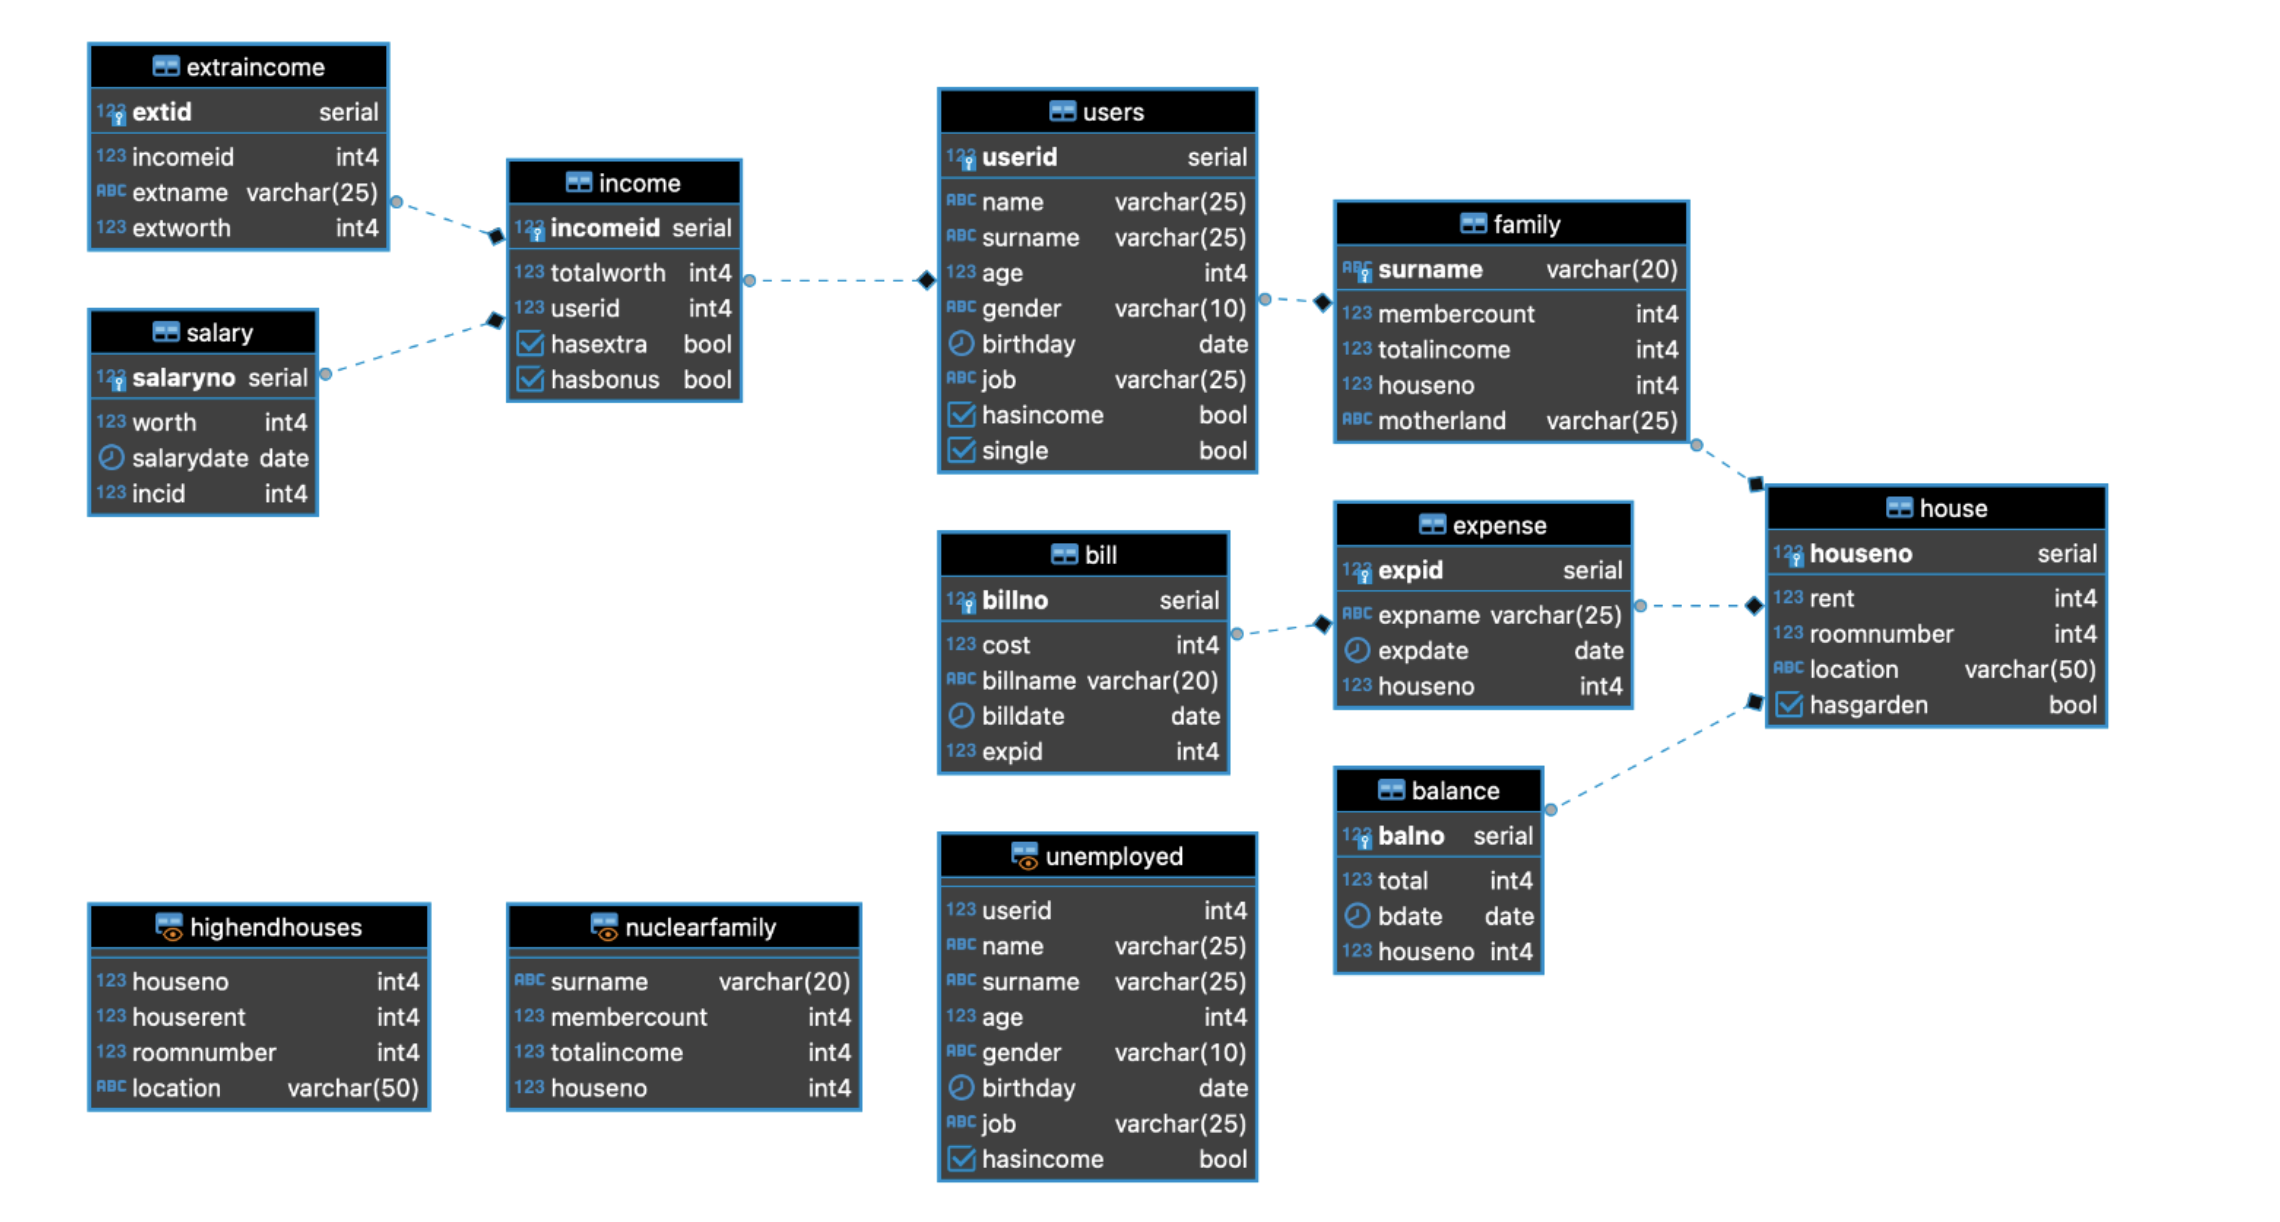 extraincome
123 extid serial
123 incomeid int4
ABC extname varchar(25)
123 extworth int4
salary
123 salaryno serial
123 worth int4
salarydate date
123 incid int4
income
123 incomeid serial
123 totalworth int4
123 userid int4
hasextra bool
hasbonus bool
users
123 userid serial
ABC name varchar(25)
ABC surname varchar(25)
123 age int4
ABC gender varchar(10)
birthday date
ABC job varchar(25)
hasincome bool
single bool
family
ABC surname varchar(20)
123 membercount int4
123 totalincome int4
123 houseno int4
ABC motherland varchar(25)
bill
123 billno serial
123 cost int4
ABC billname varchar(20)
billdate date
123 expid int4
expense
123 expid serial
ABC expname varchar(25)
expdate date
123 houseno int4
house
123 houseno serial
123 rent int4
123 roomnumber int4
ABC location varchar(50)
hasgarden bool
balance
123 balno serial
123 total int4
bdate date
123 houseno int4
highendhouses
123 houseno int4
123 houserent int4
123 roomnumber int4
ABC location varchar(50)
nuclearfamily
ABC surname varchar(20)
123 membercount int4
123 totalincome int4
123 houseno int4
unemployed
123 userid int4
ABC name varchar(25)
ABC surname varchar(25)
123 age int4
ABC gender varchar(10)
birthday date
ABC job varchar(25)
hasincome bool